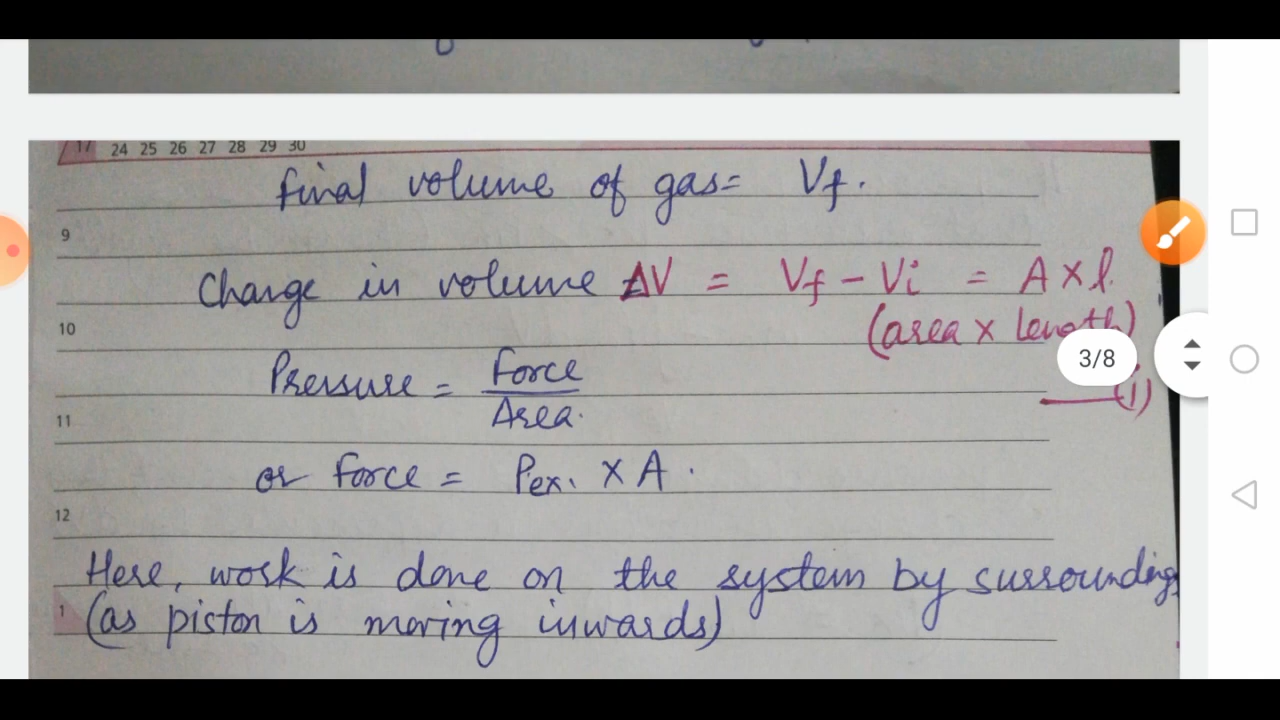 17 24 25 26 27 28 29 30
final volume of gas = Vf.
9
Change in volume ΔV = Vf - Vi = A × l.
(area × length)
10
3/8
Pressure = Force
Area.
(i)
11
or Force = Pex. × A.
12
Here, work is done on the system by surroundings
1
(as piston is moving inwards)